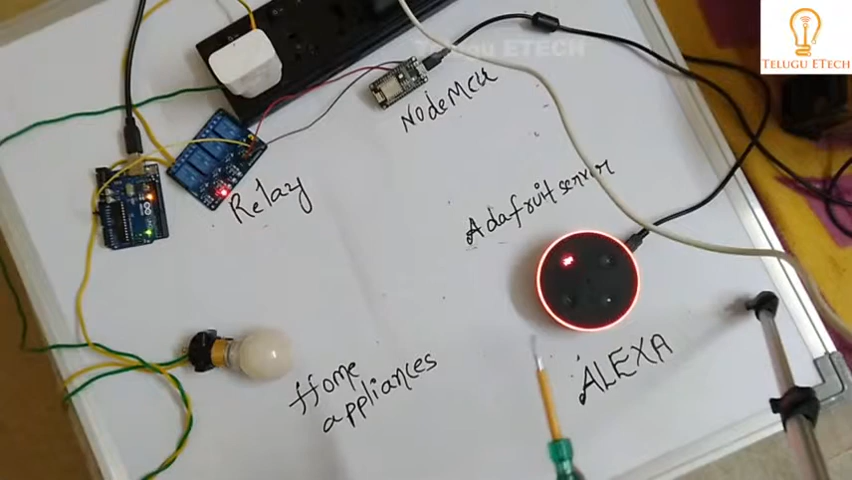 Telugu ETECH
TELUGU ETECH
NodeMCU
Relay
Adafruit server
Home
appliances
ALEXA